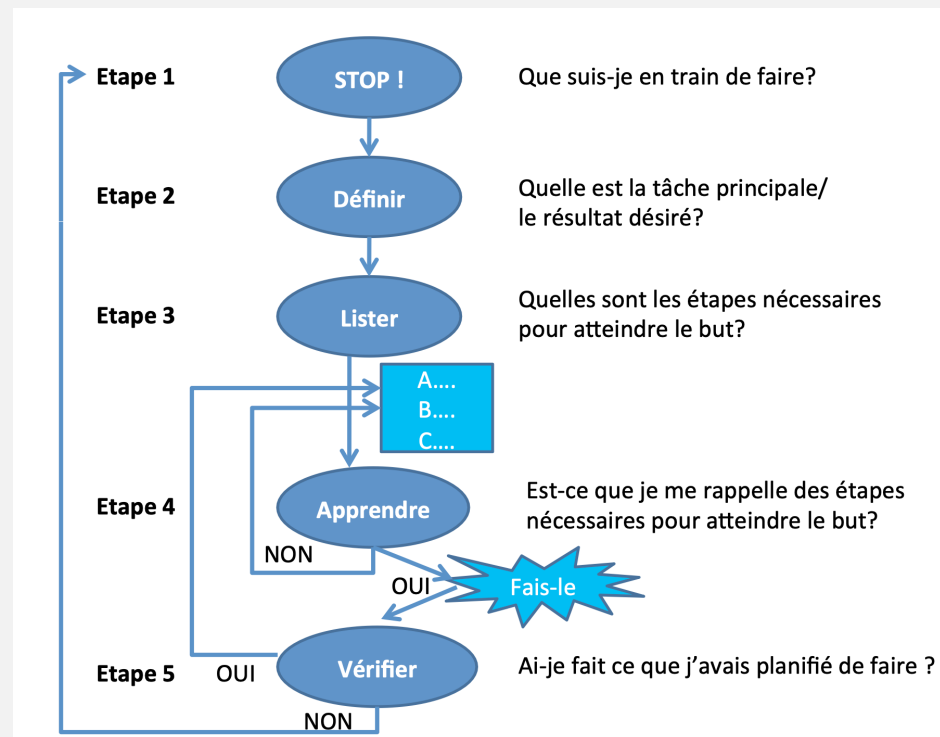 Etape 1
STOP !
Que suis-je en train de faire?
Etape 2
Définir
Quelle est la tâche principale/
le résultat désiré?
Etape 3
Lister
Quelles sont les étapes nécessaires
pour atteindre le but?
A....
B....
C....
Etape 4
Apprendre
Est-ce que je me rappelle des étapes
nécessaires pour atteindre le but?
NON
OUI
Fais-le
Etape 5
OUI
Vérifier
Ai-je fait ce que j’avais planifié de faire ?
NON